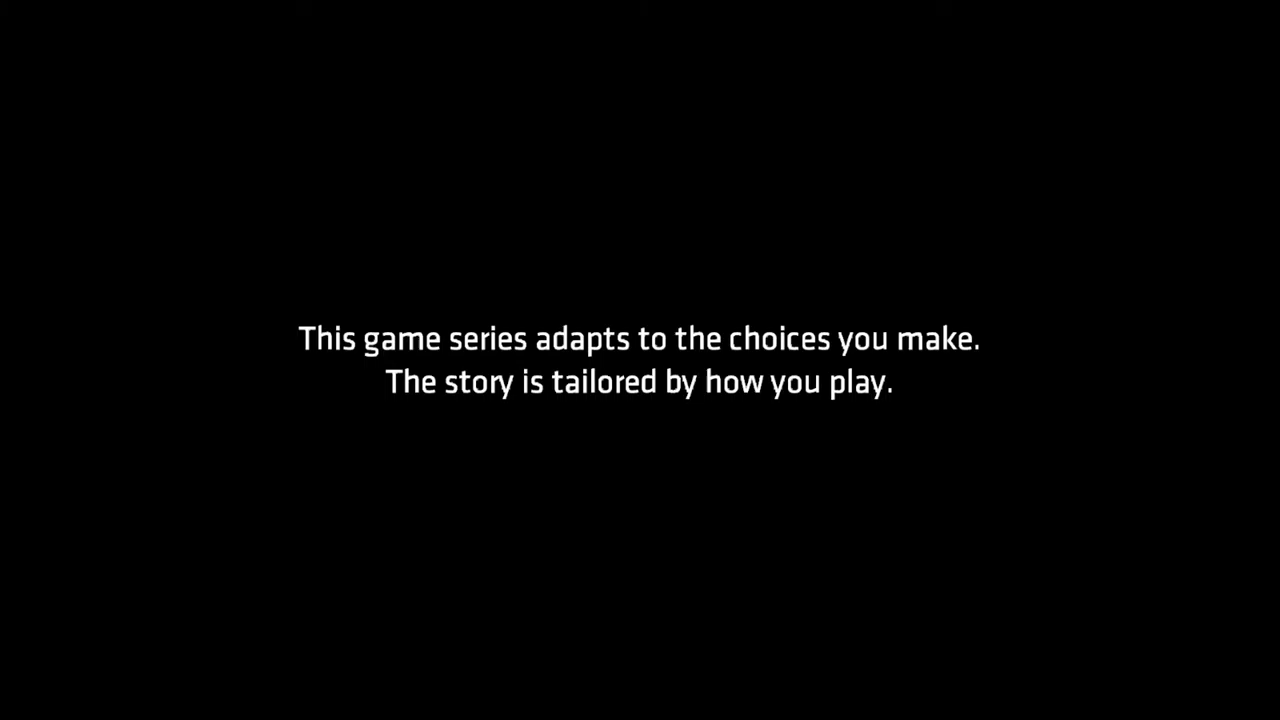 This game series adapts to the choices you make.
The story is tailored by how you play.